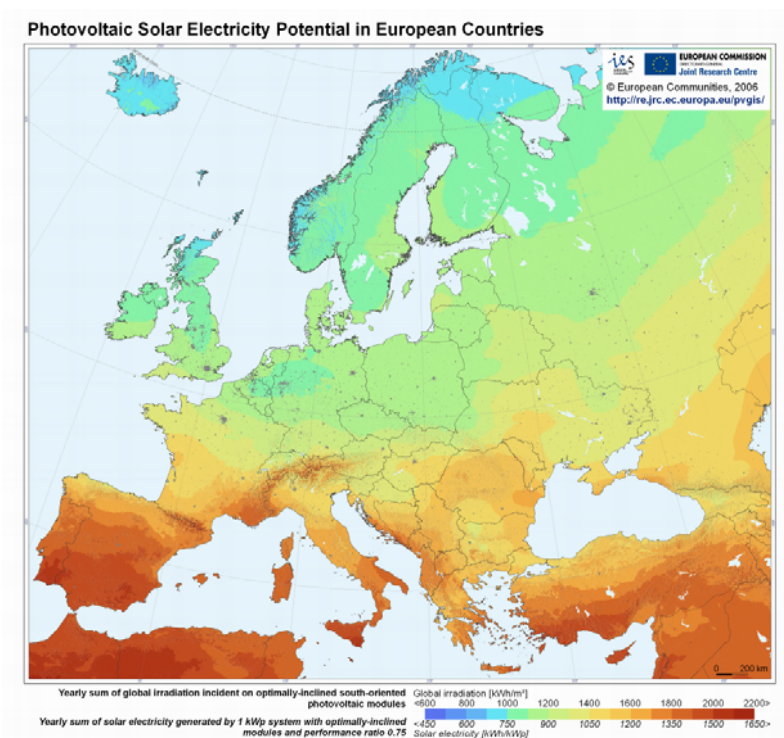 Photovoltaic Solar Electricity Potential in European Countries
ies
EUROPEAN COMMISSION
Joint Research Centre
© European Communities, 2006
http://re.jrc.ec.europa.eu/pvgis/
0 200 km
Yearly sum of global irradiation incident on optimally-inclined south-oriented
photovoltaic modules
Yearly sum of solar electricity generated by 1 kWp system with optimally-inclined
modules and performance ratio 0.75
Global irradiation [kWh/m²]
<600 800 1000 1200 1400 1600 1800 2000 2200>
<450 600 750 900 1050 1200 1350 1500 1650>
Solar electricity [kWh/kWp]